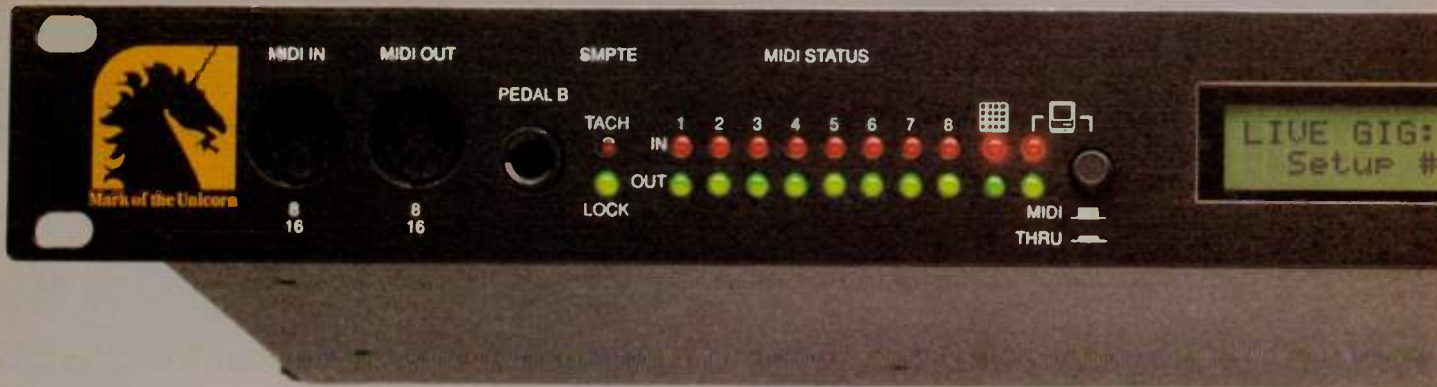 MIDI IN MIDI OUT SMPTE MIDI STATUS
PEDAL B
TACH 1 2 3 4 5 6 7 8
IN
OUT
LOCK
Mark of the Unicorn
8 8
16 16
MIDI
THRU
LIVE GIG:
Setup #